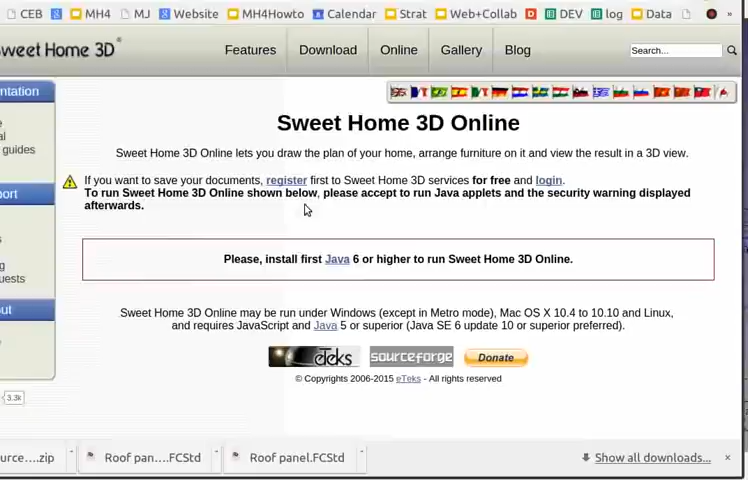 CEB MH4 MJ Website MH4Howto Calendar Strat Web+Collab DEV log Data »
Sweet Home 3D®
Features Download Online Gallery Blog Search...
ntation
guides
port
uests
Sweet Home 3D Online
Sweet Home 3D Online lets you draw the plan of your home, arrange furniture on it and view the result in a 3D view.
If you want to save your documents, register first to Sweet Home 3D services for free and login.
To run Sweet Home 3D Online shown below, please accept to run Java applets and the security warning displayed
afterwards.
Please, install first Java 6 or higher to run Sweet Home 3D Online.
Sweet Home 3D Online may be run under Windows (except in Metro mode), Mac OS X 10.4 to 10.10 and Linux,
and requires JavaScript and Java 5 or superior (Java SE 6 update 10 or superior preferred).
eTeks sourceforge Donate
© Copyrights 2006-2015 eTeks - All rights reserved
3.3k
urce....zip Roof pan....FCStd Roof panel.FCStd Show all downloads... ×